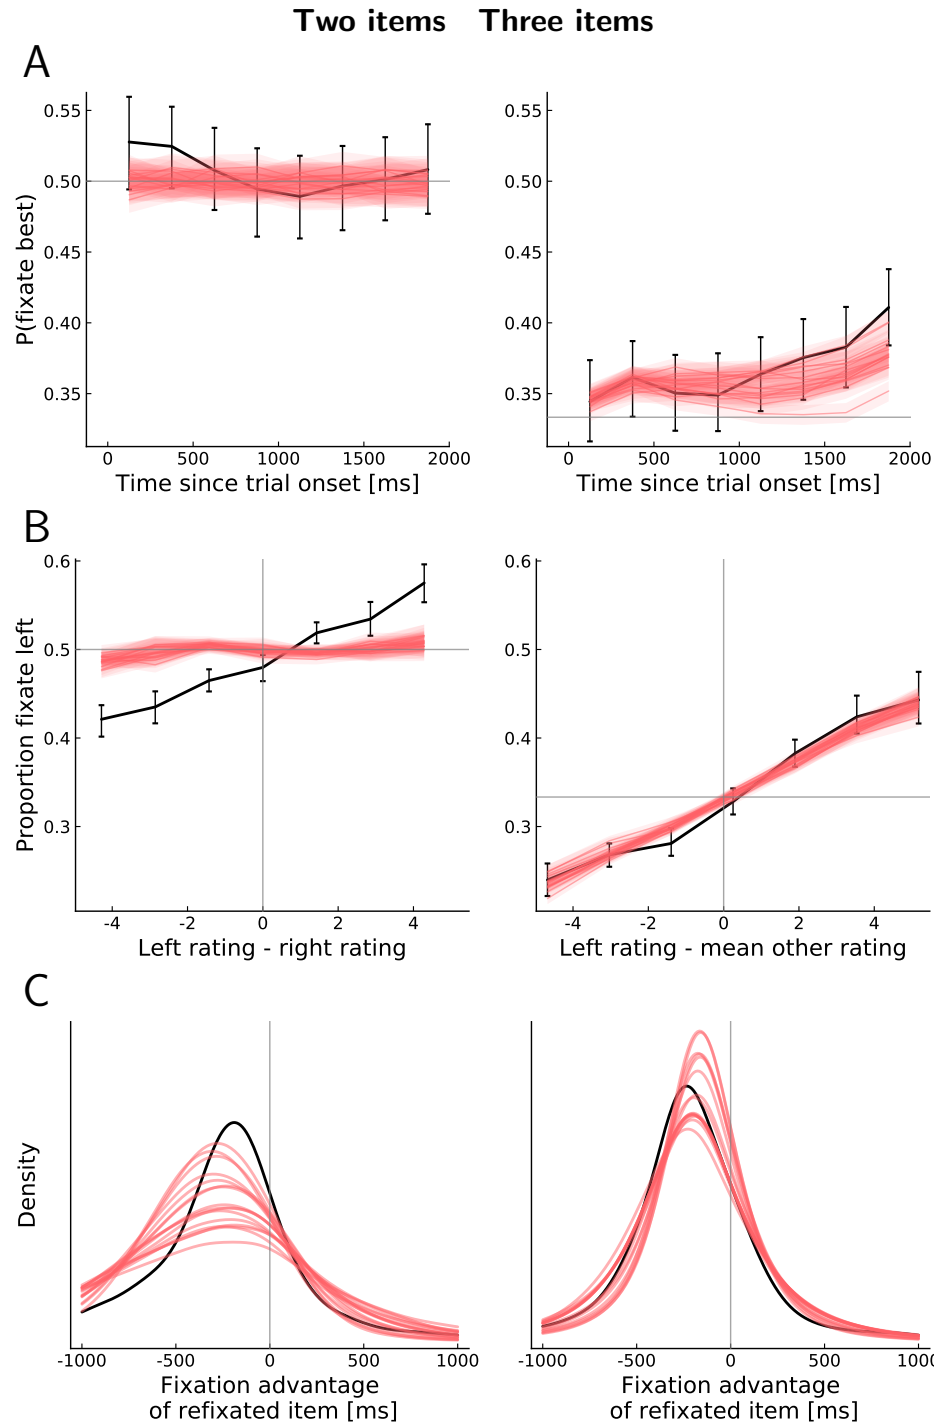 Two items Three items
A
0.55
0.50
0.45
0.40
0.35
P(fixate best)
0 500 1000 1500 2000
Time since trial onset [ms]
0.55
0.50
0.45
0.40
0.35
0 500 1000 1500 2000
Time since trial onset [ms]
B
0.6
0.5
0.4
0.3
Proportion fixate left
-4 -2 0 2 4
Left rating - right rating
0.6
0.5
0.4
0.3
-4 -2 0 2 4
Left rating - mean other rating
C
Density
-1000 -500 0 500 1000
Fixation advantage
of refixated item [ms]
-1000 -500 0 500 1000
Fixation advantage
of refixated item [ms]